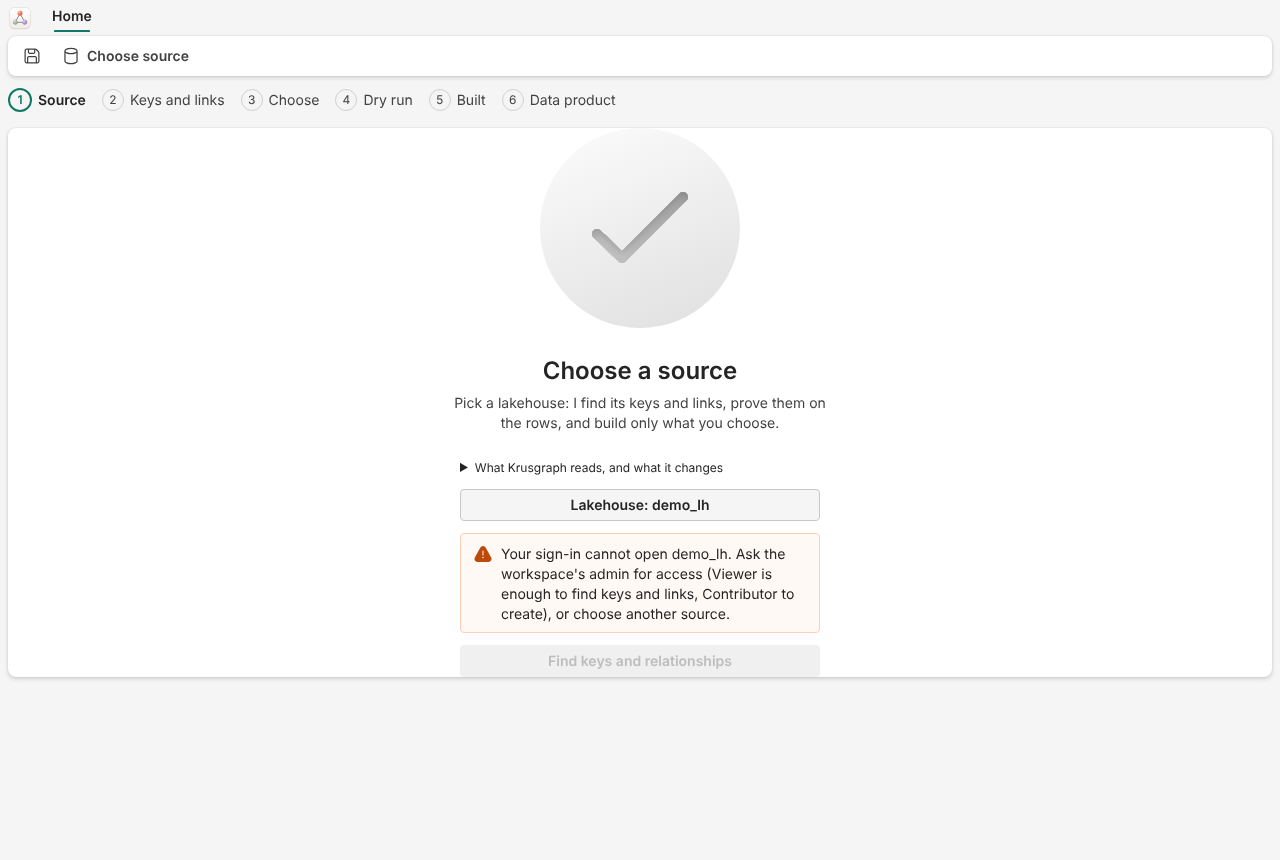 Home
Choose source
1 Source 2 Keys and links 3 Choose 4 Dry run 5 Built 6 Data product
Choose a source
Pick a lakehouse: I find its keys and links, prove them on
the rows, and build only what you choose.
What Krusgraph reads, and what it changes
Lakehouse: demo_lh
Your sign-in cannot open demo_lh. Ask the
workspace's admin for access (Viewer is
enough to find keys and links, Contributor to
create), or choose another source.
Find keys and relationships